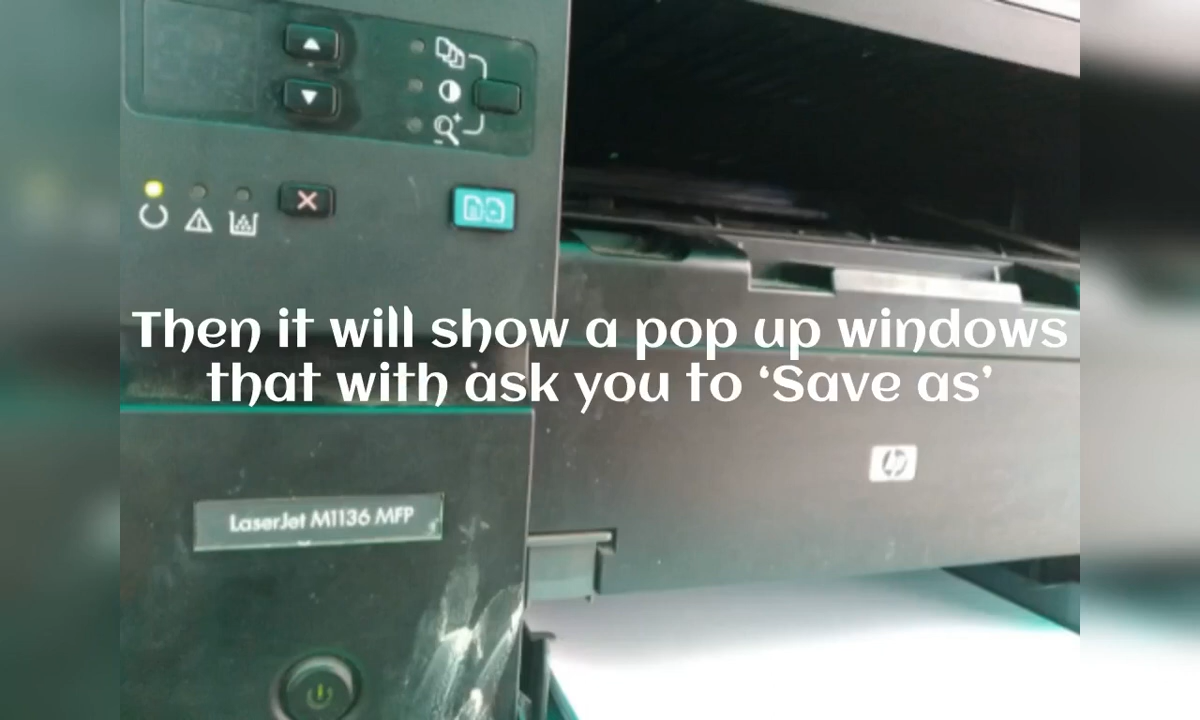 Then it will show a pop up windows
that with ask you to ‘Save as’
hp
LaserJet M1136 MFP